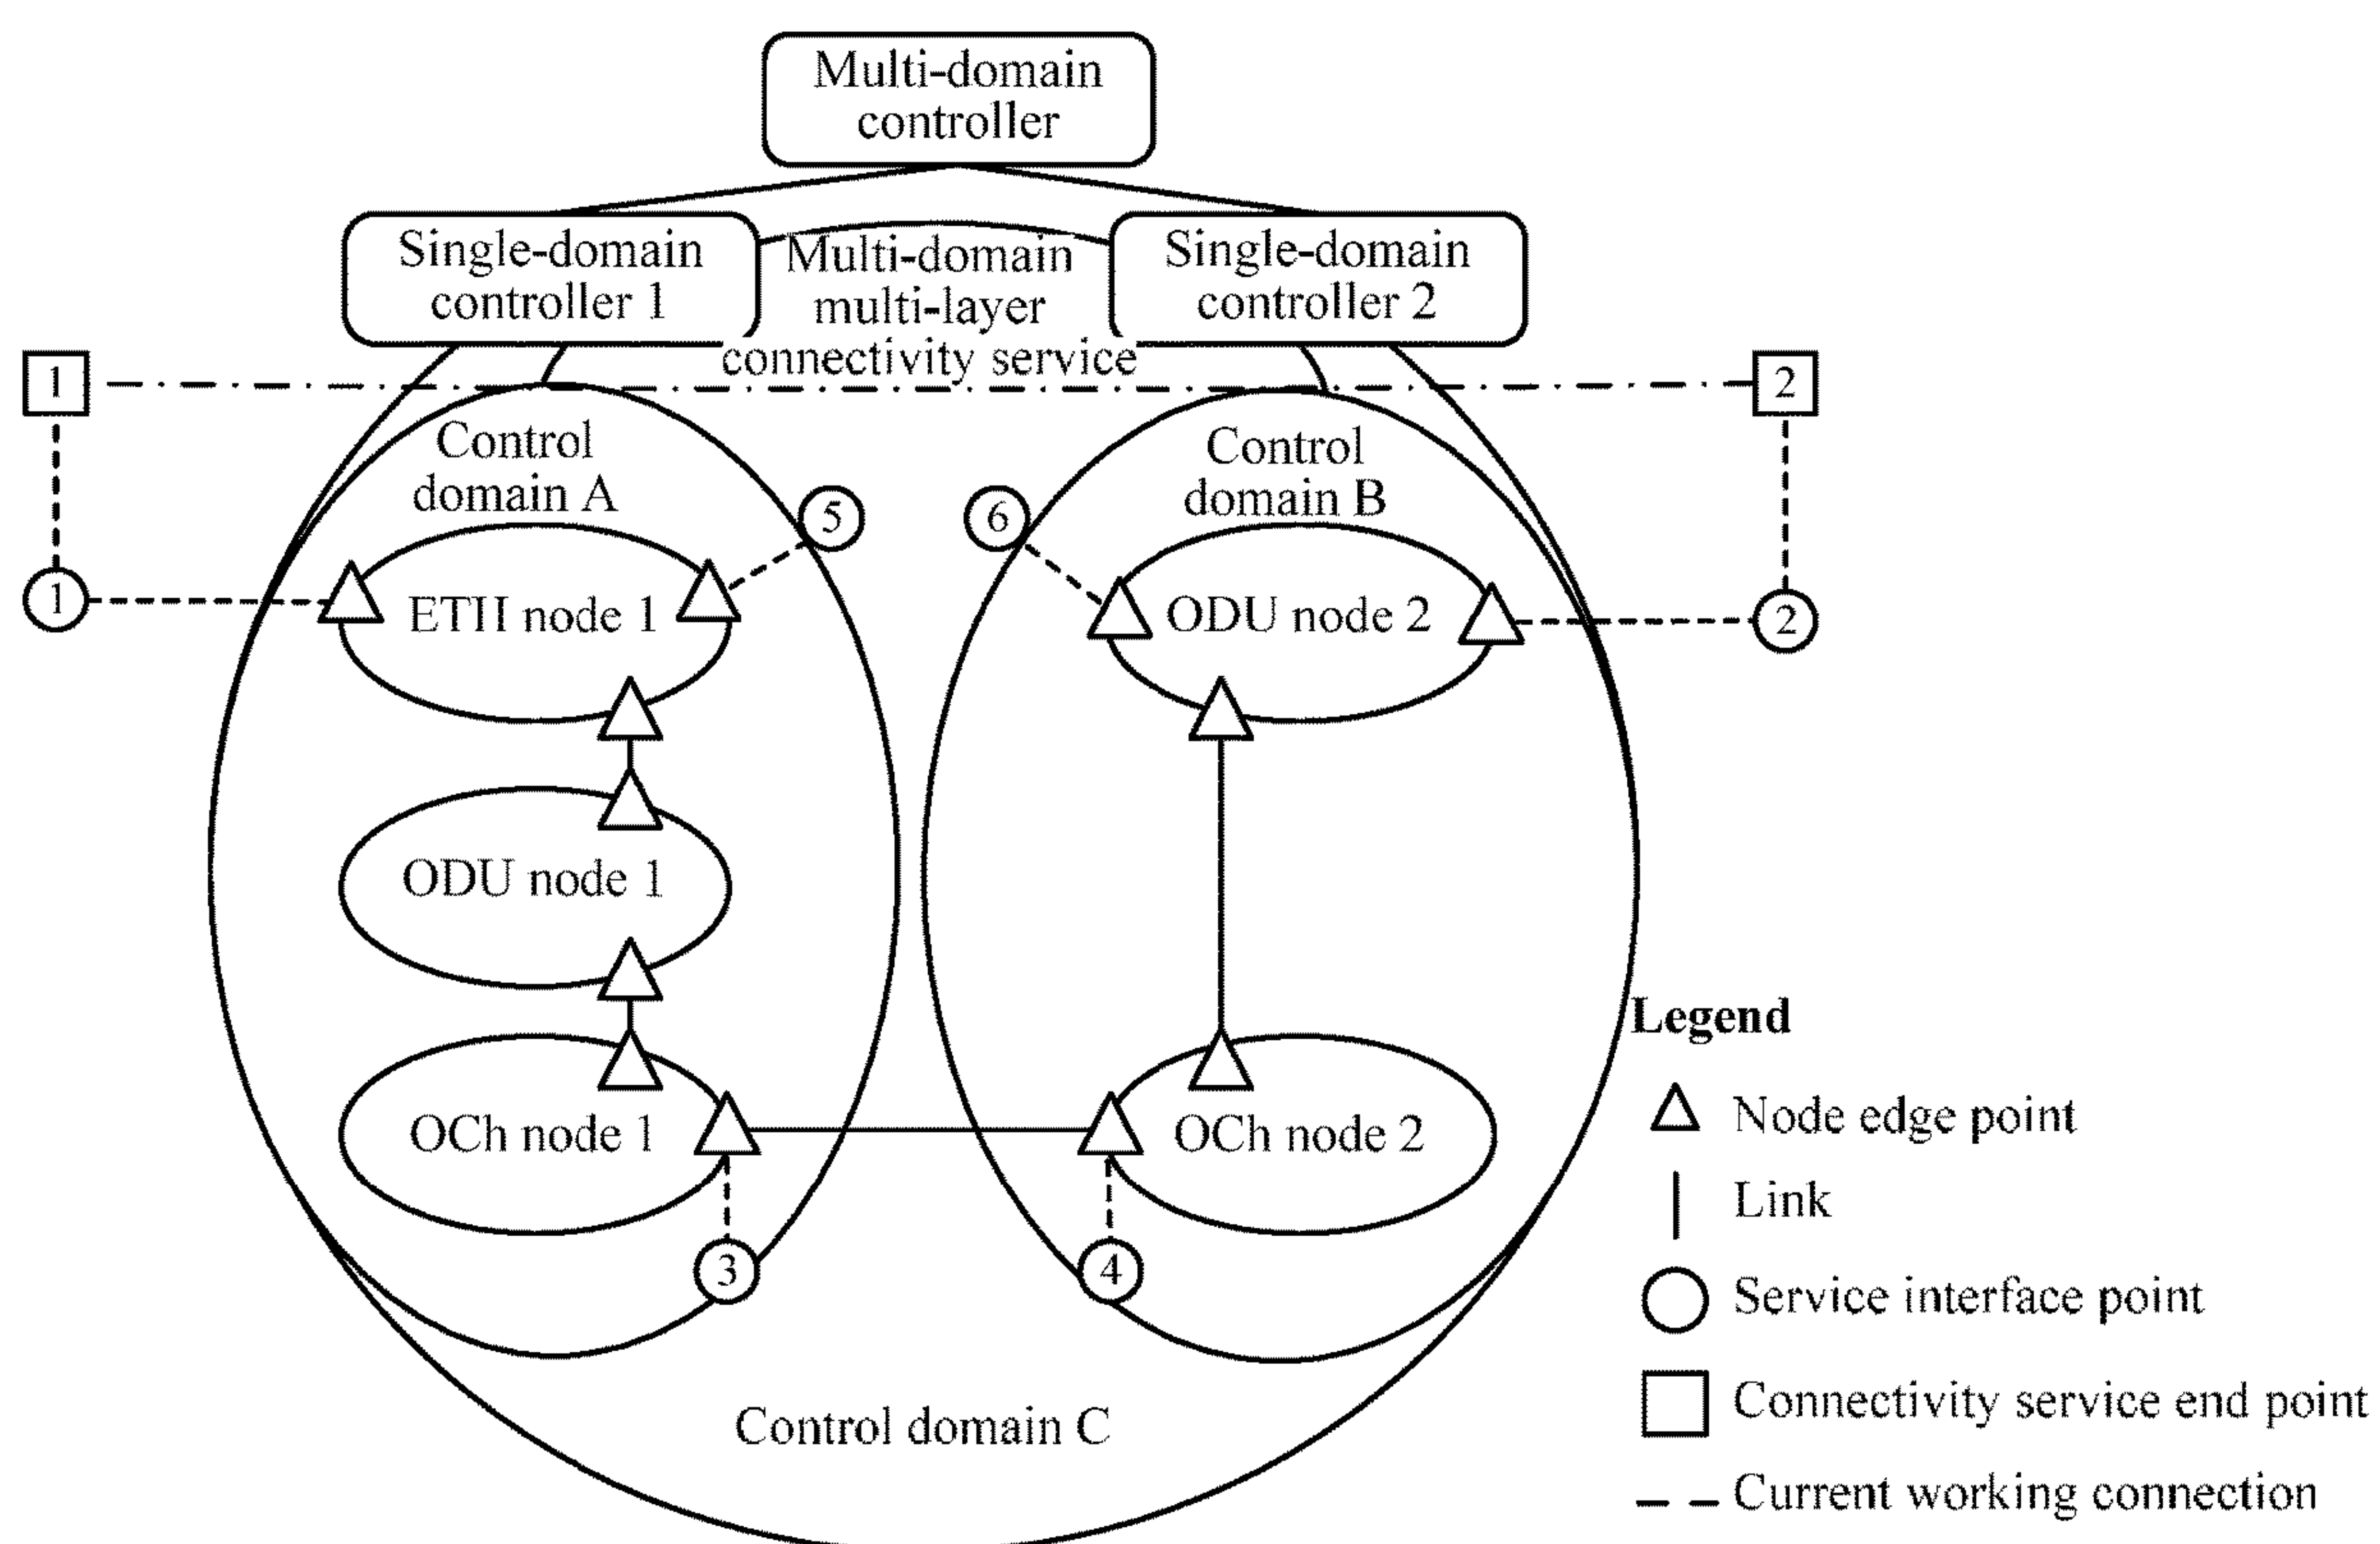 Multi-domain
controller
Single-domain
controller 1
Multi-domain
multi-layer
connectivity service
Single-domain
controller 2
1
2
Control
domain A
Control
domain B
5
6
1
ETH node 1
ODU node 2
2
ODU node 1
OCh node 1
OCh node 2
3
4
Control domain C
Legend
Node edge point
Link
Service interface point
Connectivity service end point
Current working connection